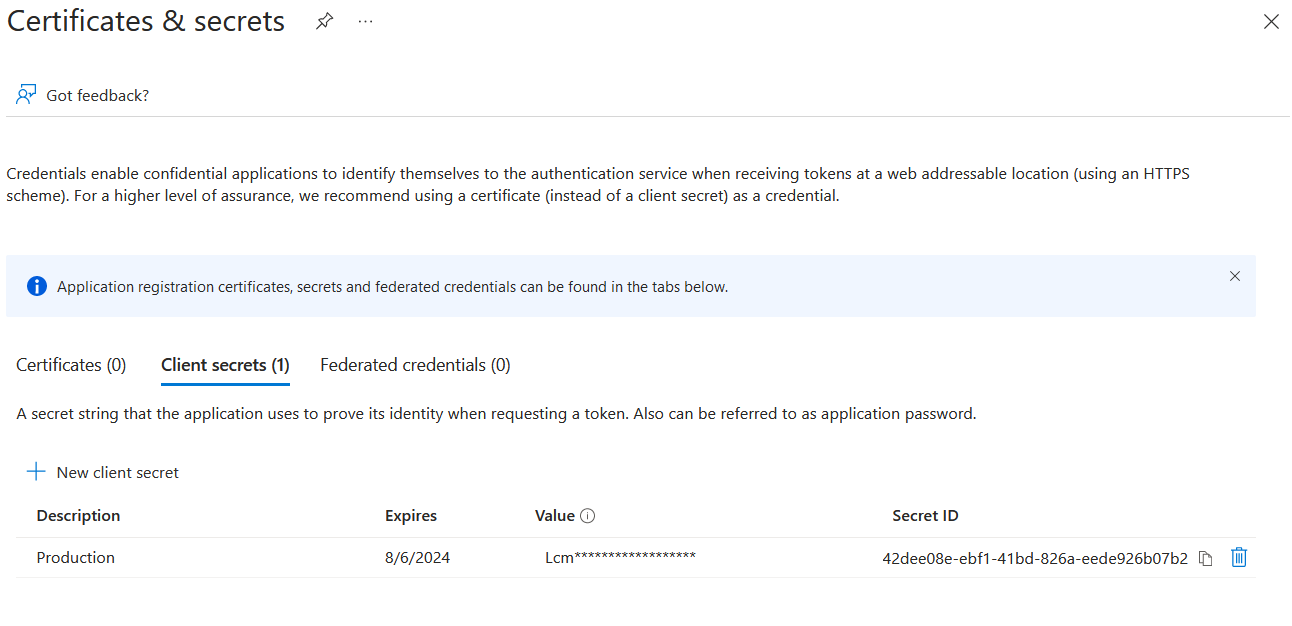 Certificates & secrets
Got feedback?
Credentials enable confidential applications to identify themselves to the authentication service when receiving tokens at a web addressable location (using an HTTPS
scheme). For a higher level of assurance, we recommend using a certificate (instead of a client secret) as a credential.
Application registration certificates, secrets and federated credentials can be found in the tabs below.
Certificates (0) Client secrets (1) Federated credentials (0)
A secret string that the application uses to prove its identity when requesting a token. Also can be referred to as application password.
New client secret
Description Expires Value Secret ID
Production 8/6/2024 Lcm****************** 42dee08e-ebf1-41bd-826a-eede926b07b2